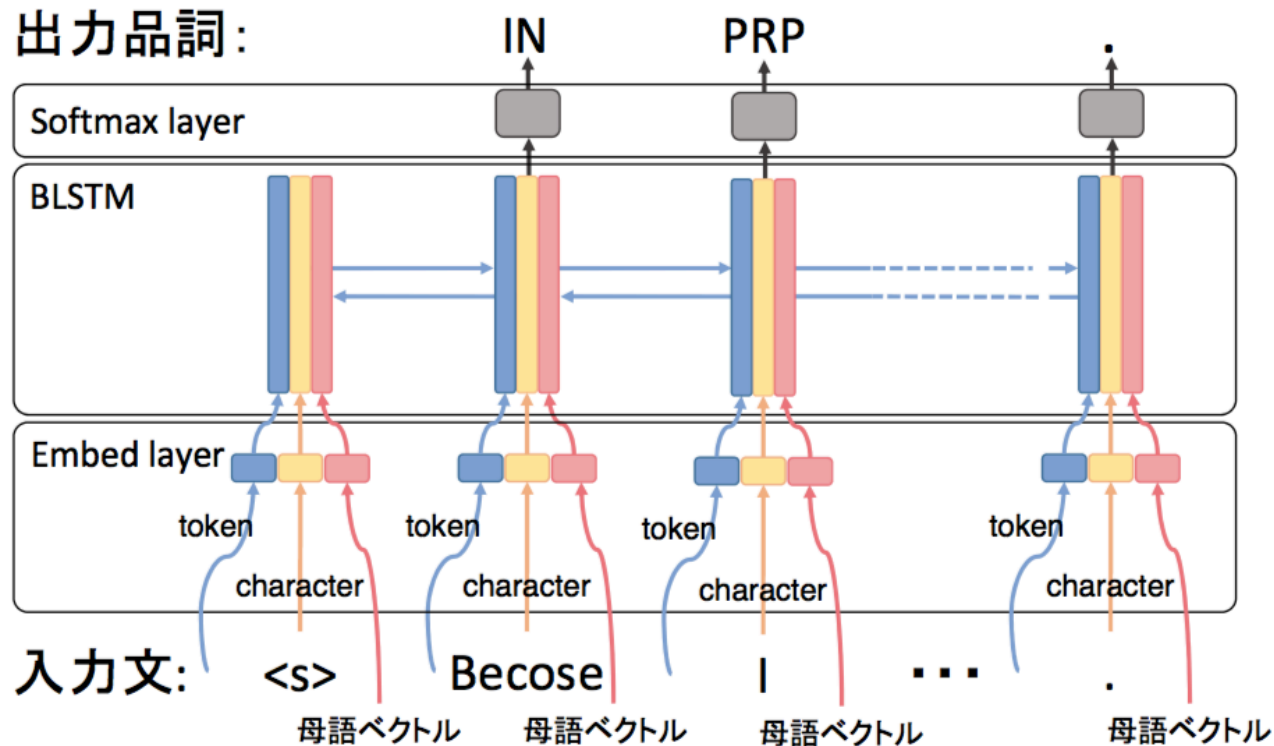 出力品詞: IN PRP .
Softmax layer
BLSTM
Embed layer
token token token token
character character character character
入力文: <s> Becose I ・・・ .
母語ベクトル 母語ベクトル 母語ベクトル 母語ベクトル